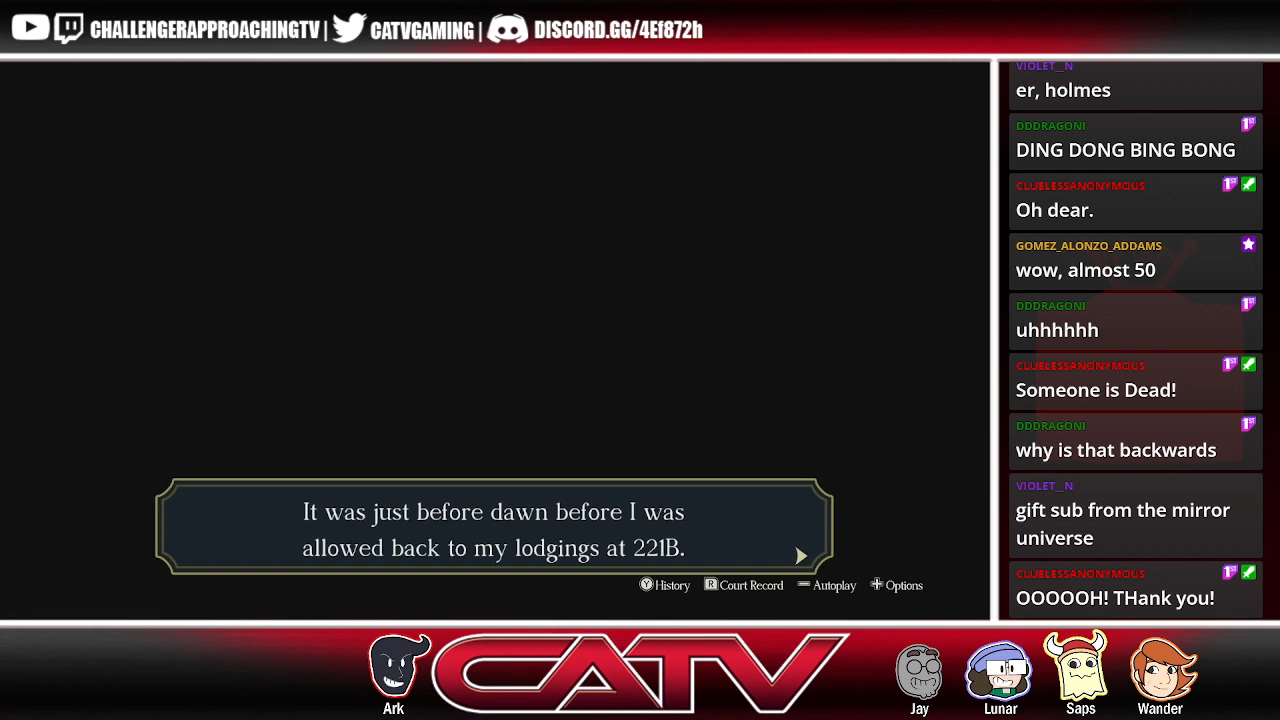 CHALLENGERAPPROACHINGTV | CATVGAMING | DISCORD.GG/4Ef872h
VIOLET__N
er, holmes
DDDRAGONI
DING DONG BING BONG
CLUELESSANONYMOUS
Oh dear.
GOMEZ_ALONZO_ADDAMS
wow, almost 50
DDDRAGONI
uhhhhhh
CLUELESSANONYMOUS
Someone is Dead!
DDDRAGONI
why is that backwards
VIOLET__N
gift sub from the mirror
universe
CLUELESSANONYMOUS
OOOOOH! THank you!
It was just before dawn before I was
allowed back to my lodgings at 221B.
Y History R Court Record Autoplay Options
CATV
Ark
Jay
Lunar
Saps
Wander